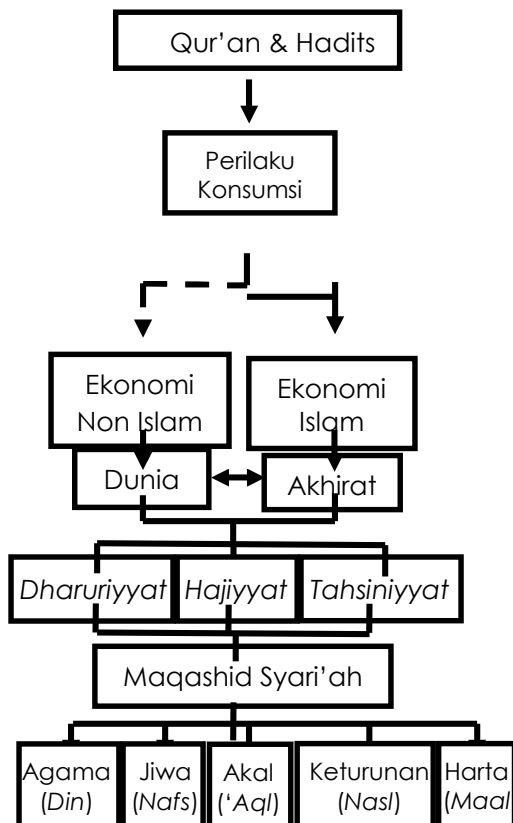 Qur’an & Hadits
Perilaku
Konsumsi
Ekonomi
Non Islam
Ekonomi
Islam
Dunia
Akhirat
Dharuriyyat
Hajiyyat
Tahsiniyyat
Maqashid Syari’ah
Agama
(Din)
Jiwa
(Nafs)
Akal
(‘Aql)
Keturunan
(Nasl)
Harta
(Maal